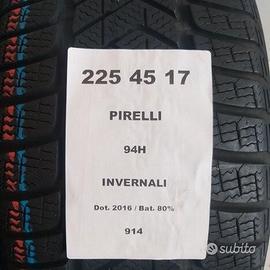 225 45 17
PIRELLI
94H
INVERNALI
Dot. 2016 / Bat. 80%
914
subito